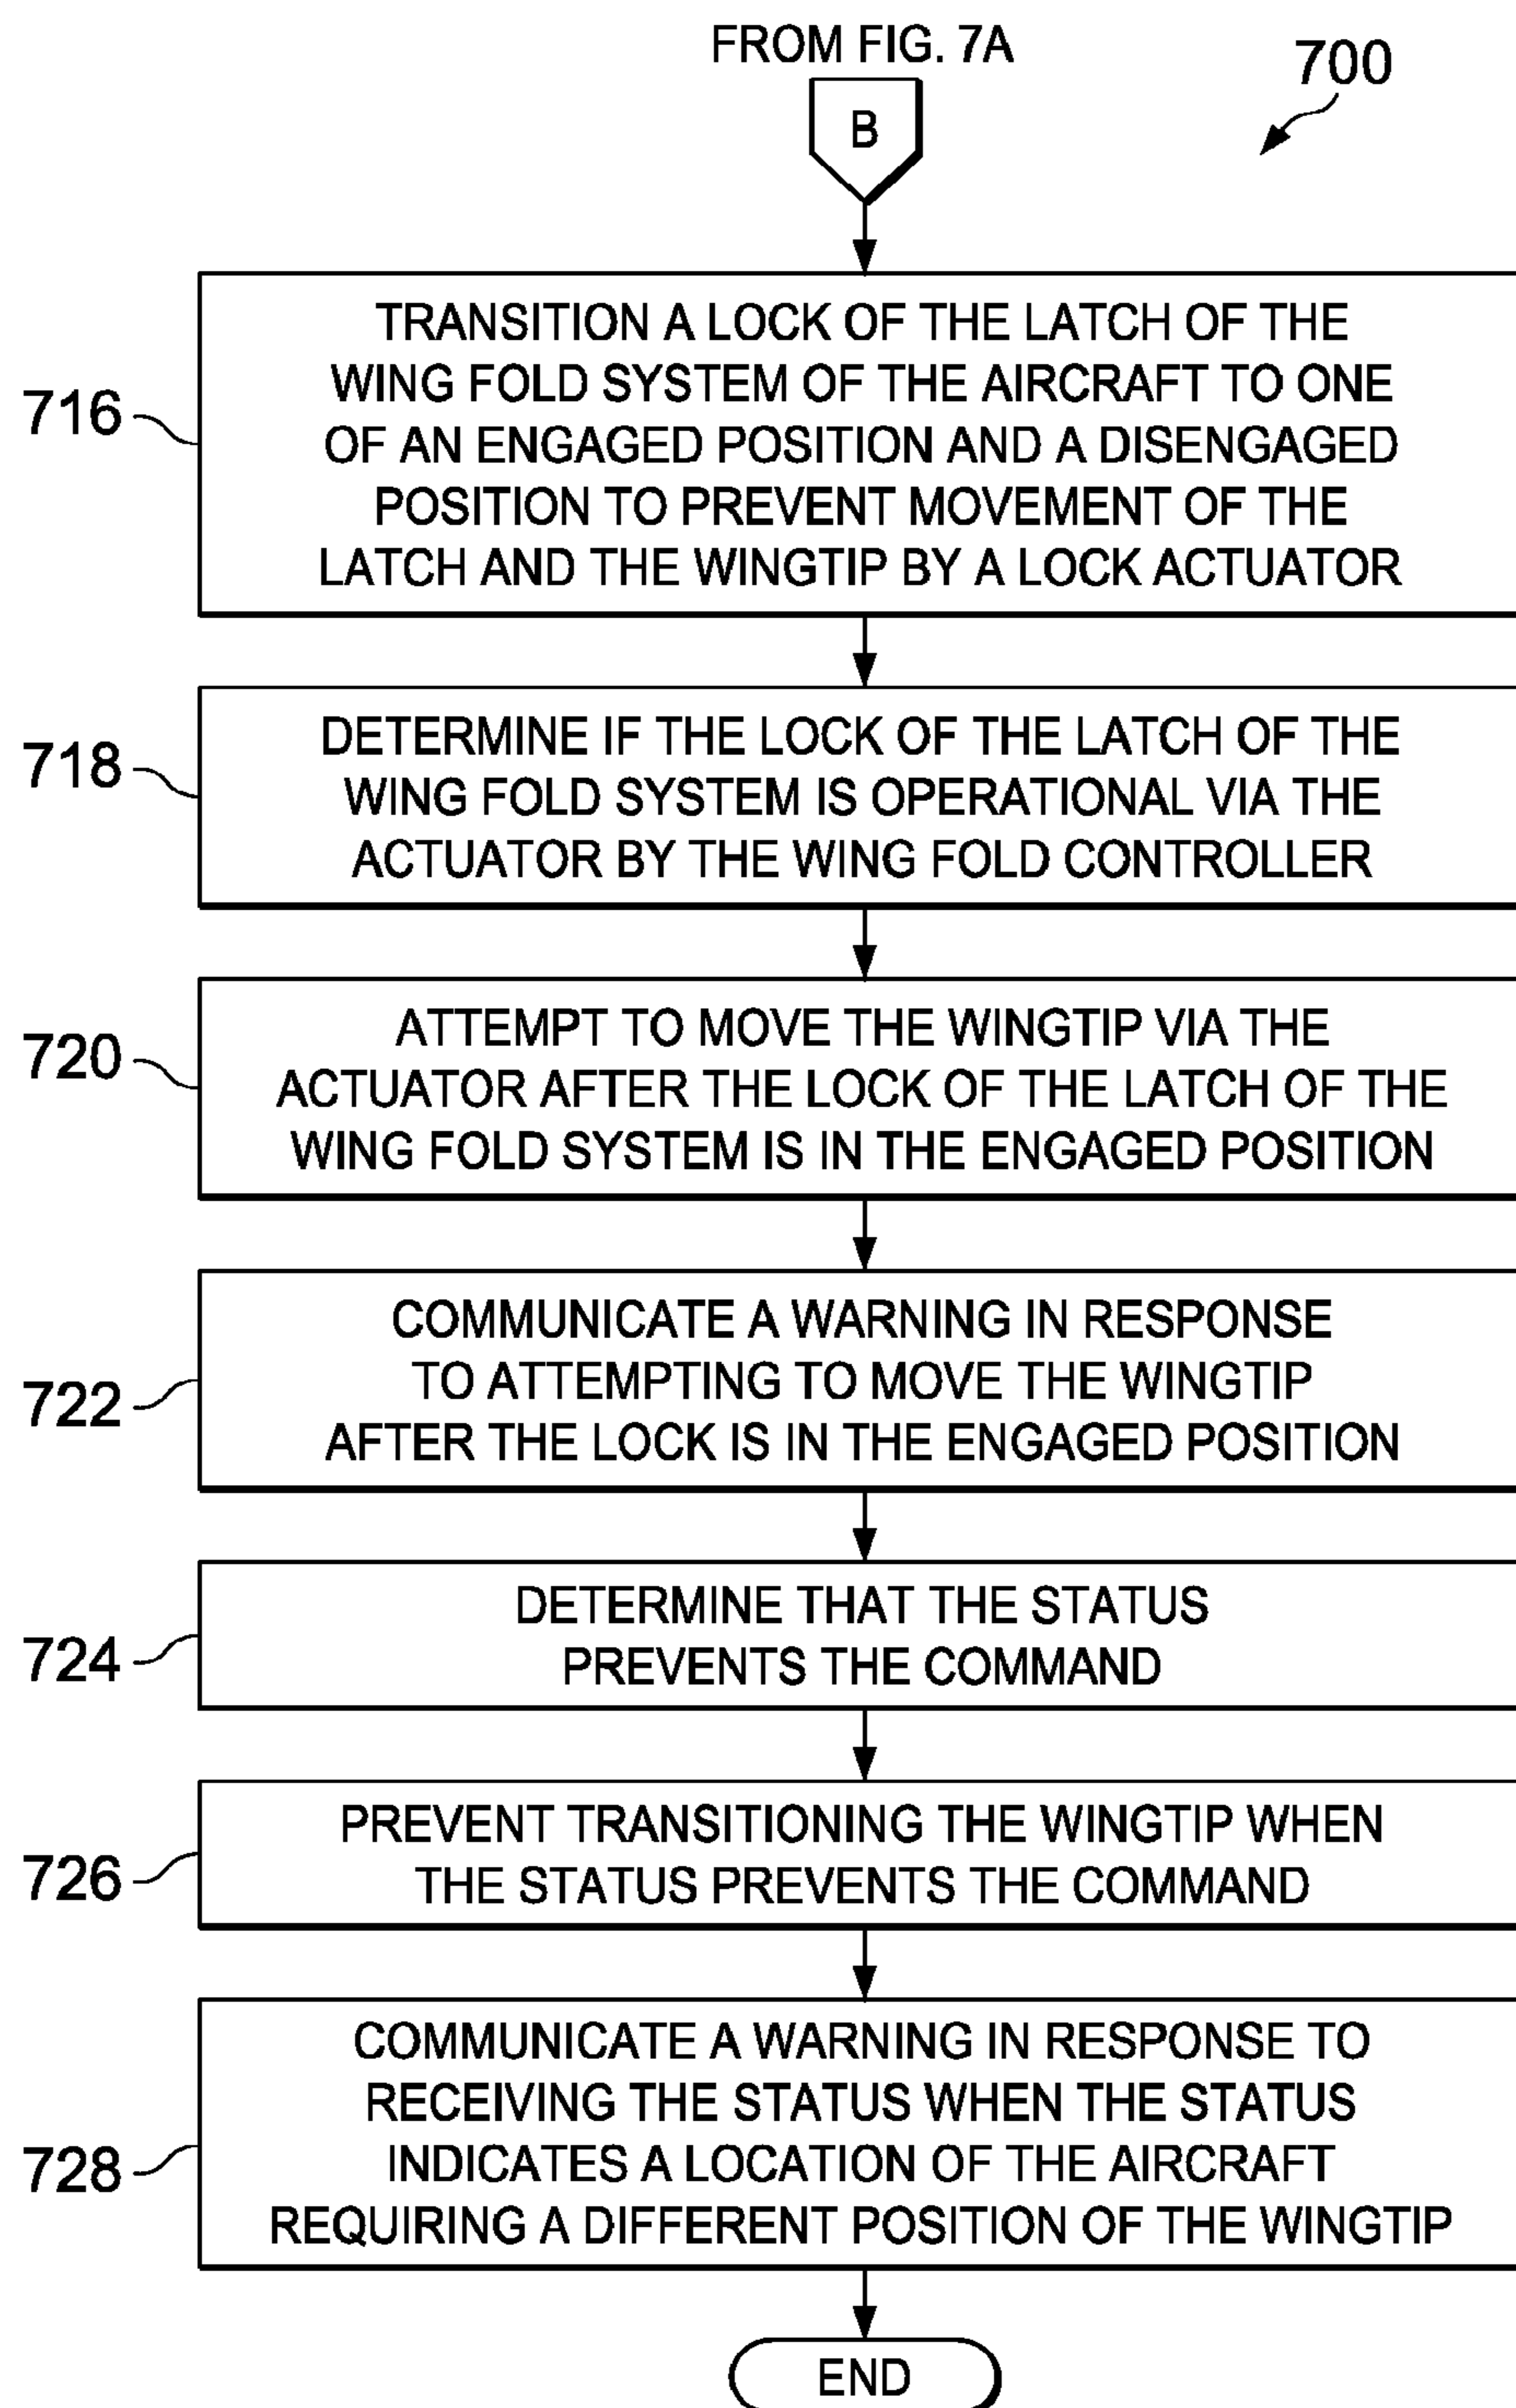 FROM FIG. 7A
700
B
716
TRANSITION A LOCK OF THE LATCH OF THE
WING FOLD SYSTEM OF THE AIRCRAFT TO ONE
OF AN ENGAGED POSITION AND A DISENGAGED
POSITION TO PREVENT MOVEMENT OF THE
LATCH AND THE WINGTIP BY A LOCK ACTUATOR
718
DETERMINE IF THE LOCK OF THE LATCH OF THE
WING FOLD SYSTEM IS OPERATIONAL VIA THE
ACTUATOR BY THE WING FOLD CONTROLLER
720
ATTEMPT TO MOVE THE WINGTIP VIA THE
ACTUATOR AFTER THE LOCK OF THE LATCH OF THE
WING FOLD SYSTEM IS IN THE ENGAGED POSITION
722
COMMUNICATE A WARNING IN RESPONSE
TO ATTEMPTING TO MOVE THE WINGTIP
AFTER THE LOCK IS IN THE ENGAGED POSITION
724
DETERMINE THAT THE STATUS
PREVENTS THE COMMAND
726
PREVENT TRANSITIONING THE WINGTIP WHEN
THE STATUS PREVENTS THE COMMAND
728
COMMUNICATE A WARNING IN RESPONSE TO
RECEIVING THE STATUS WHEN THE STATUS
INDICATES A LOCATION OF THE AIRCRAFT
REQUIRING A DIFFERENT POSITION OF THE WINGTIP
END